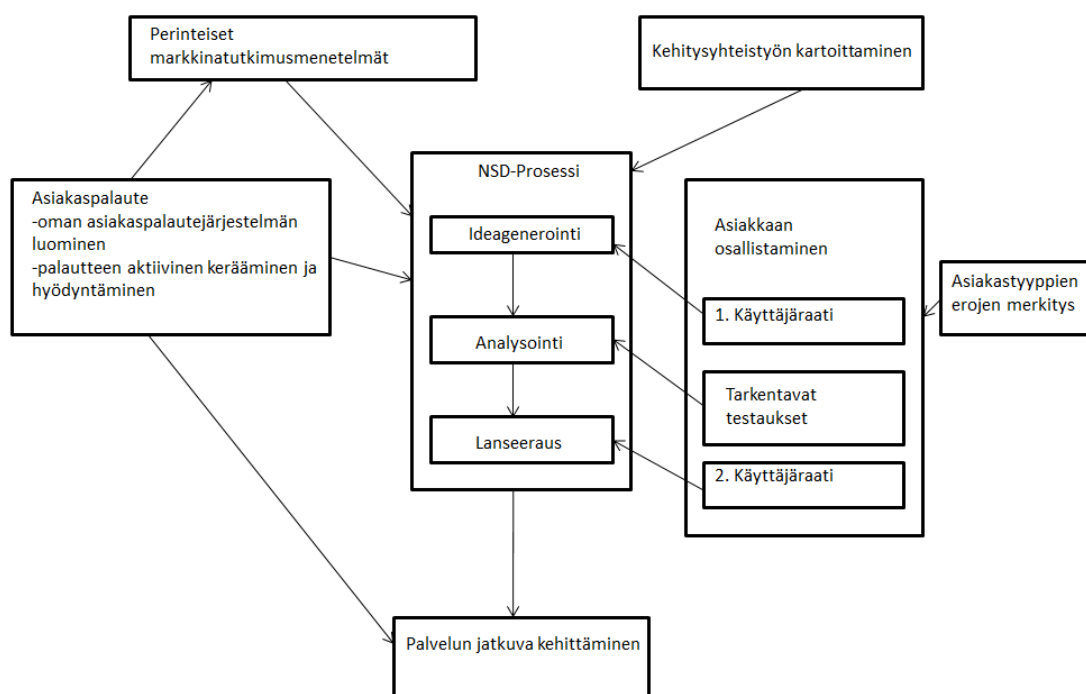 Perinteiset
markkinatutkimusmenetelmät
Kehitysyhteistyön kartoittaminen
Asiakaspalaute
-oman asiakaspalautejärjestelmän
luominen
-palautteen aktiivinen kerääminen ja
hyödyntäminen
NSD-Prosessi
Ideagenerointi
Analysointi
Lanseeraus
Asiakkaan
osallistaminen
1. Käyttäjäraati
Tarkentavat
testaukset
2. Käyttäjäraati
Asiakastyyppien
erojen merkitys
Palvelun jatkuva kehittäminen